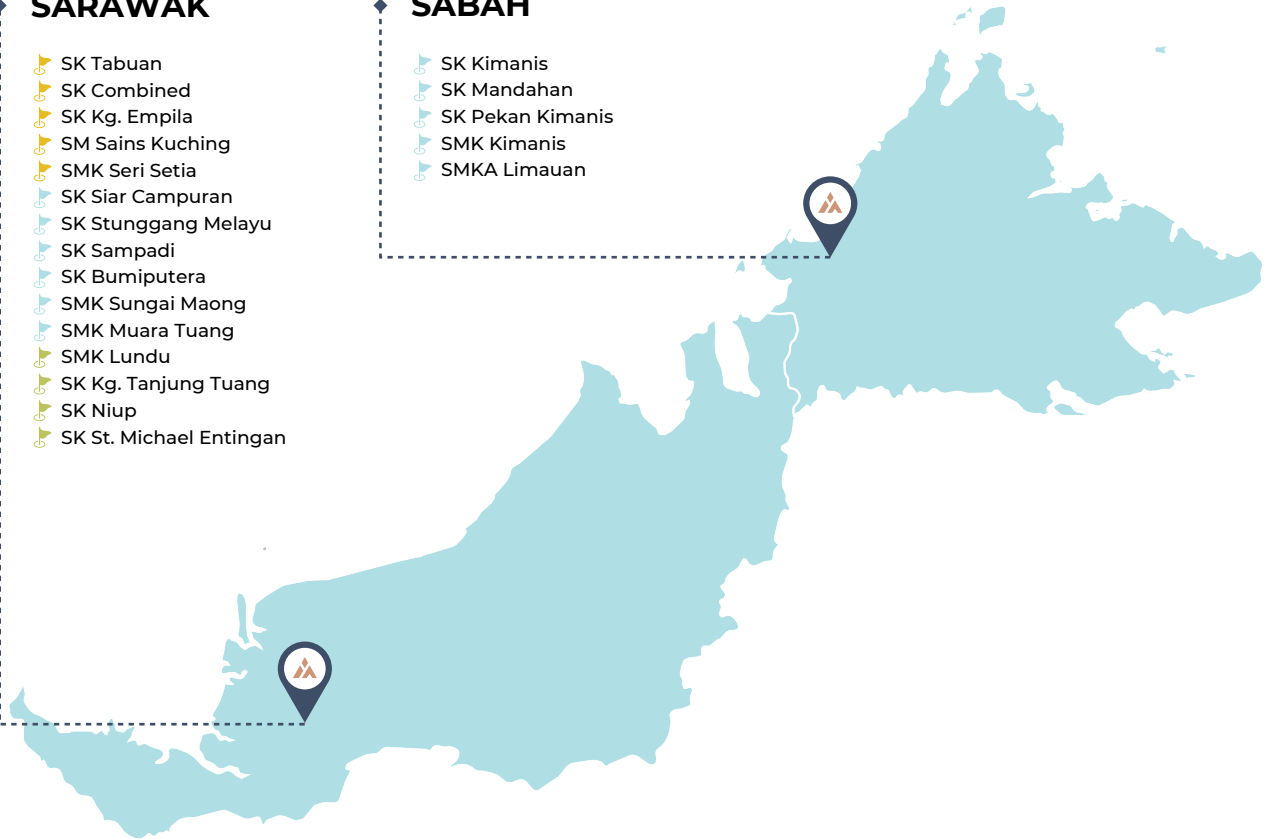 SARAWAK
SK Tabuan
SK Combined
SK Kg. Empila
SM Sains Kuching
SMK Seri Setia
SK Siar Campuran
SK Stunggang Melayu
SK Sampadi
SK Bumiputera
SMK Sungai Maong
SMK Muara Tuang
SMK Lundu
SK Kg. Tanjung Tuang
SK Niup
SK St. Michael Entingan
SABAH
SK Kimanis
SK Mandahan
SK Pekan Kimanis
SMK Kimanis
SMKA Limauan